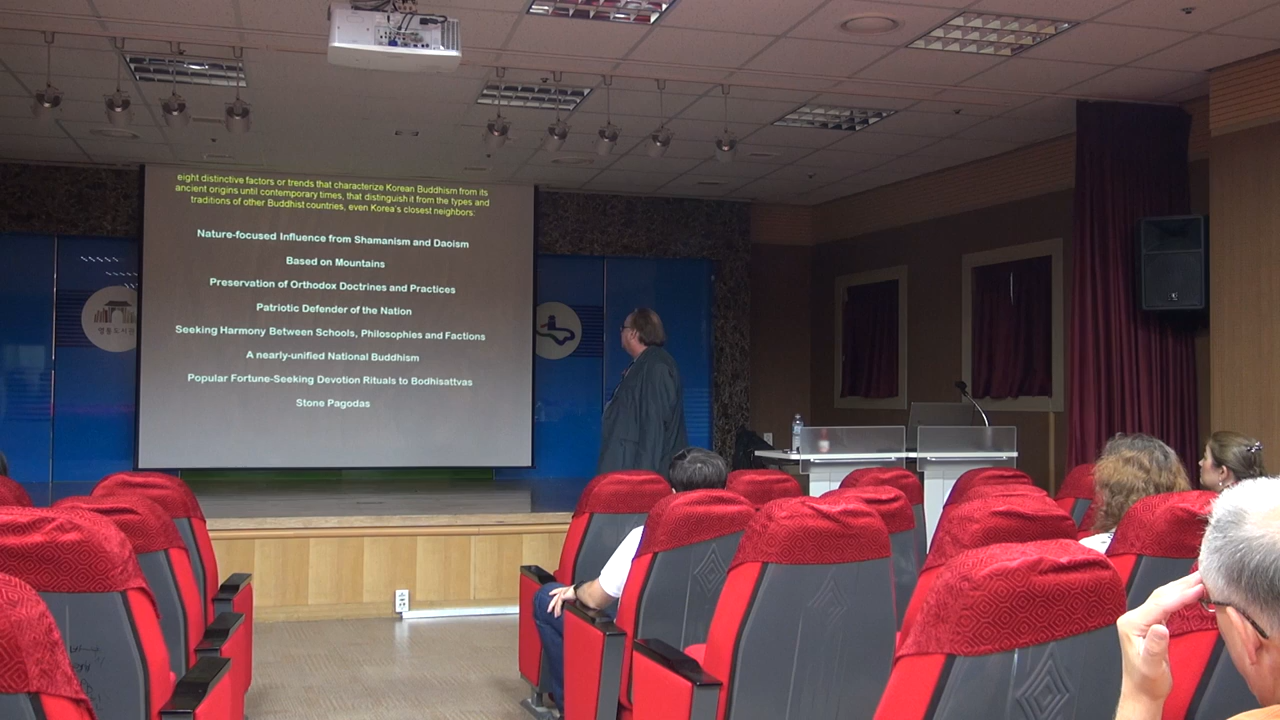 eight distinctive factors or trends that characterize Korean Buddhism from its
ancient origins until contemporary times, that distinguish it from the types and
traditions of other Buddhist countries, even Korea's closest neighbors:
Nature-focused Influence from Shamanism and Daoism
Based on Mountains
Preservation of Orthodox Doctrines and Practices
Patriotic Defender of the Nation
Seeking Harmony Between Schools, Philosophies and Factions
A nearly-unified National Buddhism
Popular Fortune-Seeking Devotion Rituals to Bodhisattvas
Stone Pagodas